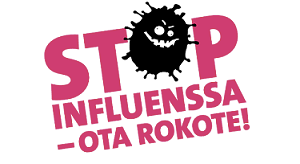 STOP
INFLUENSSA
– OTA ROKOTE!